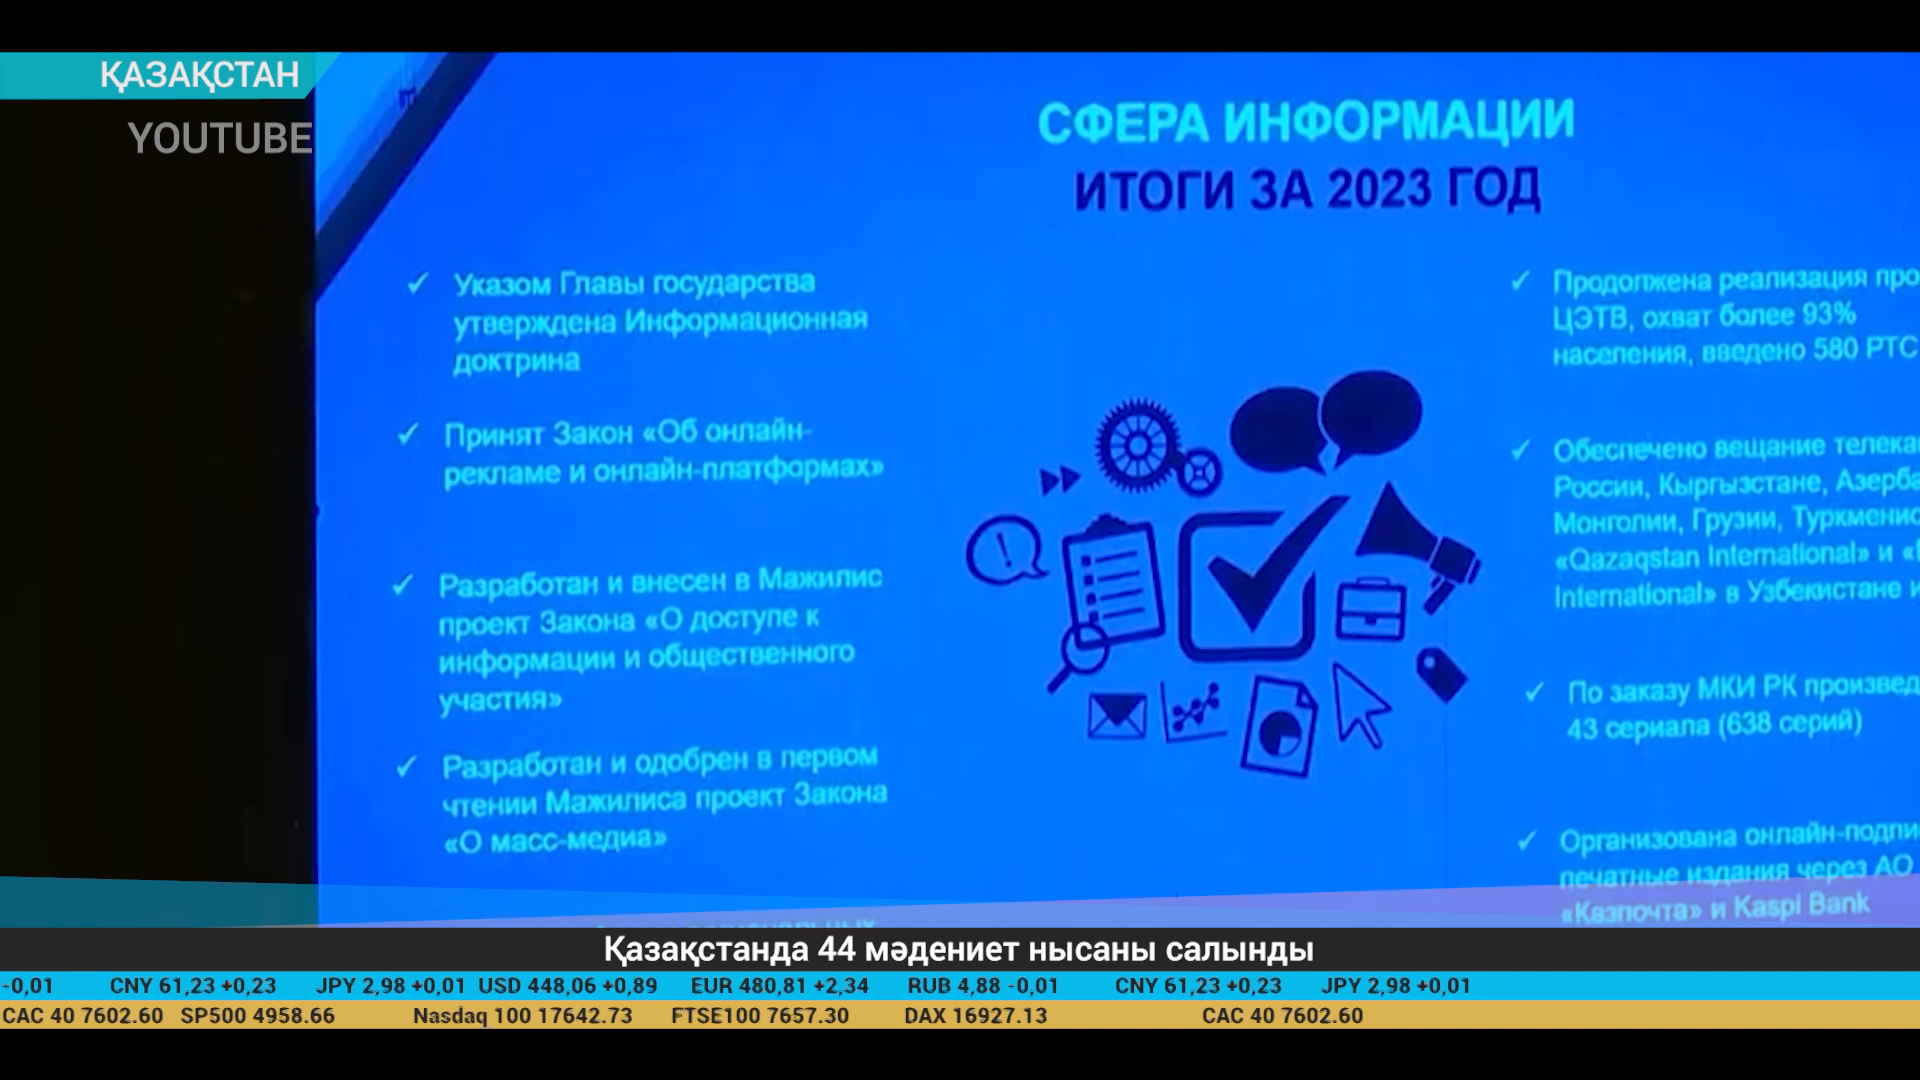 ҚАЗАҚСТАН
YOUTUBE
СФЕРА ИНФОРМАЦИИ
ИТОГИ ЗА 2023 ГОД
✓ Указом Главы государства
утверждена Информационная
доктрина
✓ Принят Закон «Об онлайн-
рекламе и онлайн-платформах»
✓ Разработан и внесен в Мажилис
проект Закона «О доступе к
информации и общественного
участия»
✓ Разработан и одобрен в первом
чтении Мажилиса проект Закона
«О масс-медиа»
✓ Продолжена реализация
ЦЭТВ, охват более 93%
населения, введено 580 РТС
✓ Обеспечено вещание
России, Кыргызстане,
Монголии, Грузии,
«Qazaqstan International» и
International» в Узбекистане и
✓ По заказу МКИ РК
43 сериала (638 серий)
✓ Организована
печатные издания через АО
«Казпочта» и Kaspi Bank
Қазақстанда 44 мәдениет нысаны салынды
-0,01 CNY 61,23 +0,23 JPY 2,98 +0,01 USD 448,06 +0,89 EUR 480,81 +2,34 RUB 4,88 -0,01 CNY 61,23 +0,23 JPY 2,98 +0,01
CAC 40 7602.60 SP500 4958.66 Nasdaq 100 17642.73 FTSE100 7657.30 DAX 16927.13 CAC 40 7602.60